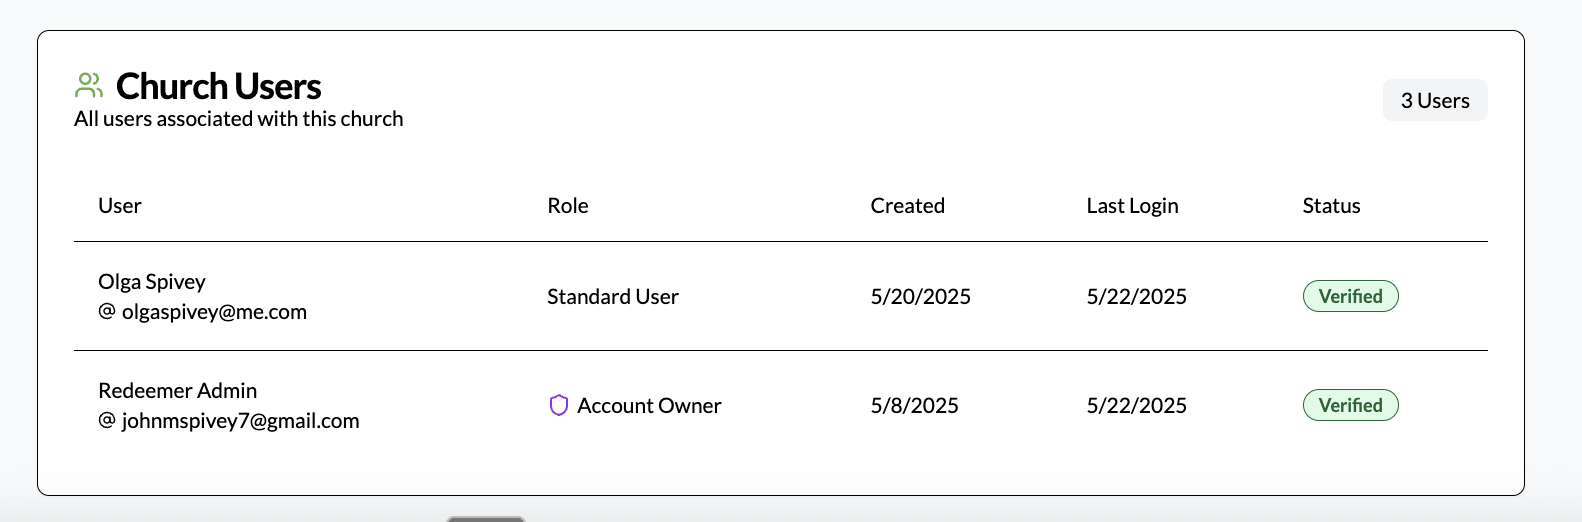 Church Users
All users associated with this church
3 Users
User Role Created Last Login Status
Olga Spivey
@ olgaspivey@me.com
Standard User 5/20/2025 5/22/2025 Verified
Redeemer Admin
@ johnmspivey7@gmail.com
Account Owner 5/8/2025 5/22/2025 Verified